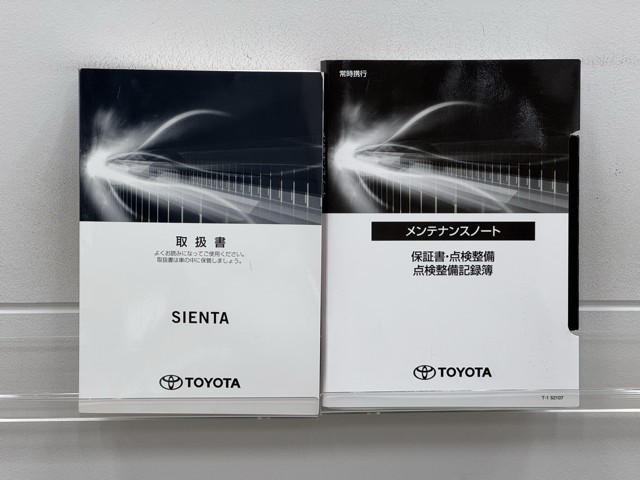 取扱書
よくお読みになってご使用ください。
取扱書は車の中に保管しましょう。
SIENTA
TOYOTA
常時携行
メンテナンスノート
保証書・点検整備
点検整備記録簿
TOYOTA
T-1 52107